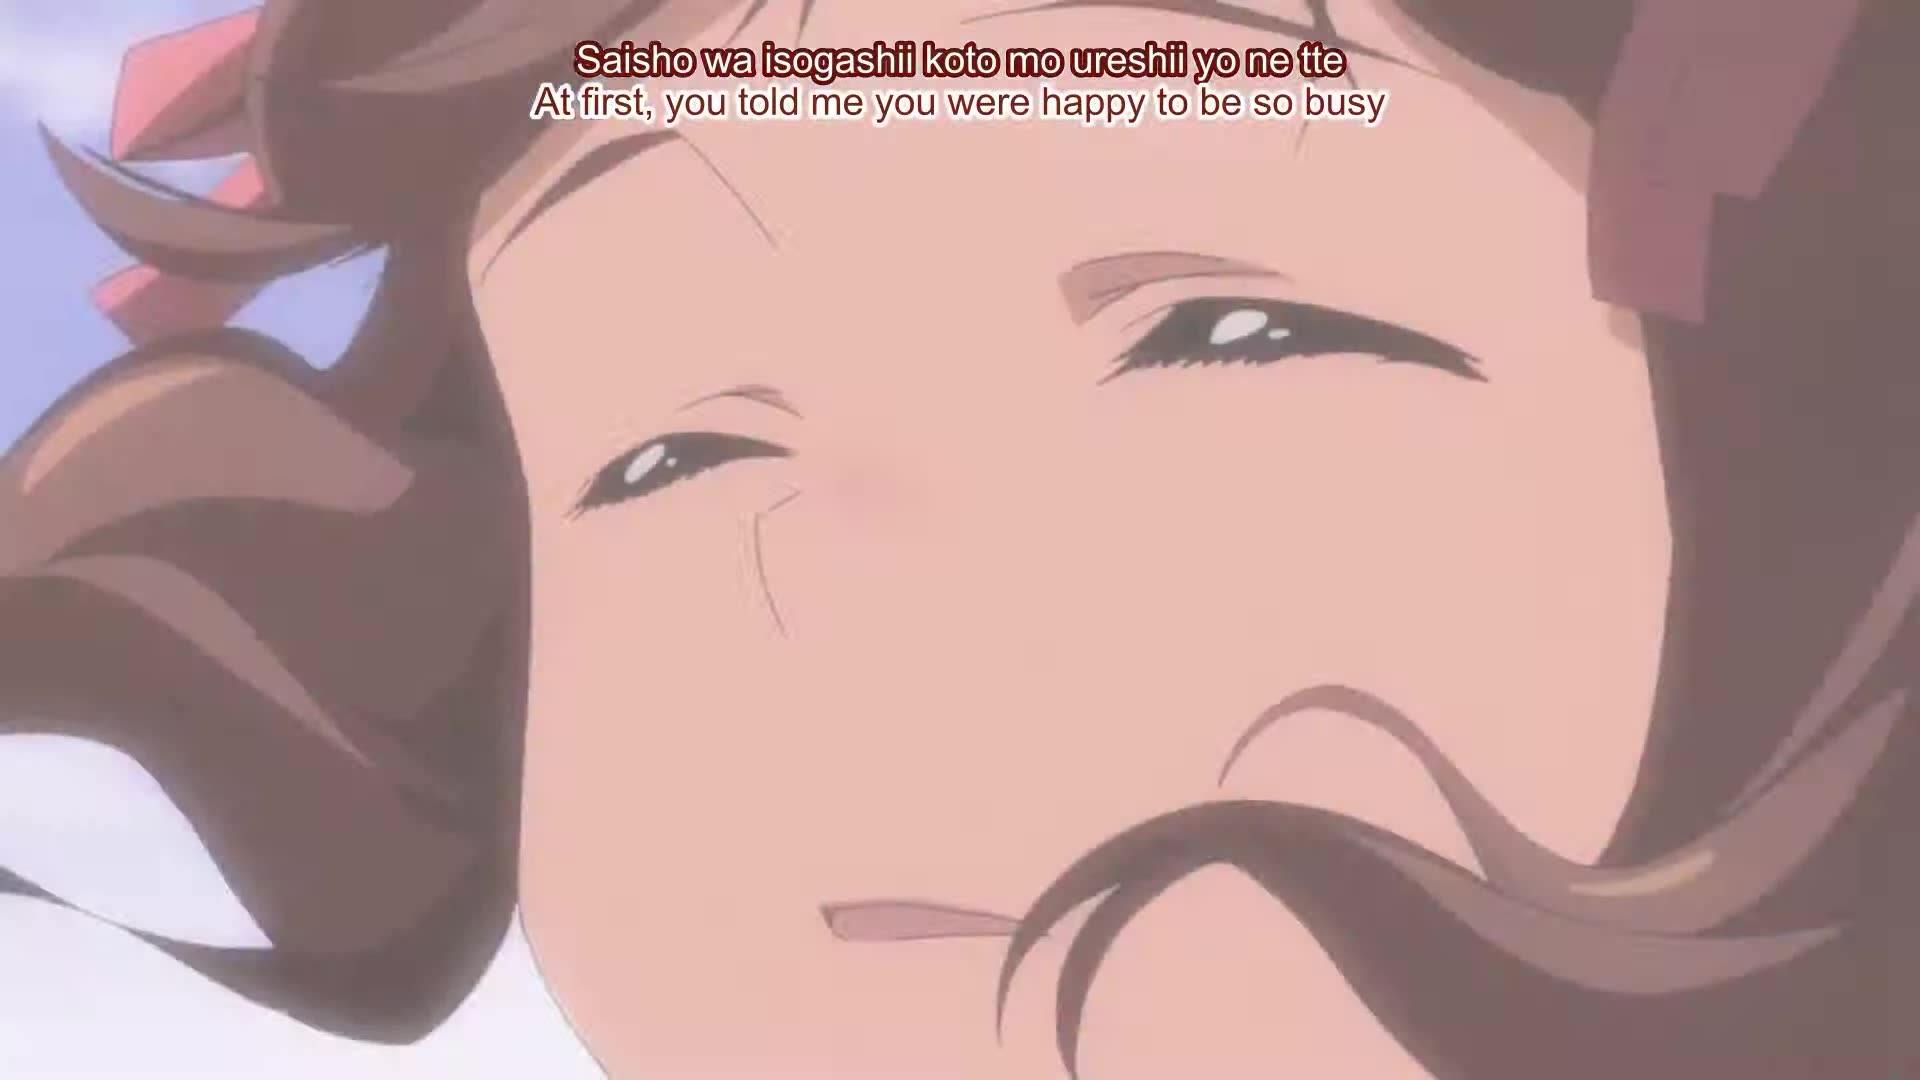 Saisho wa isogashii koto mo ureshii yo ne tte
At first, you told me you were happy to be so busy